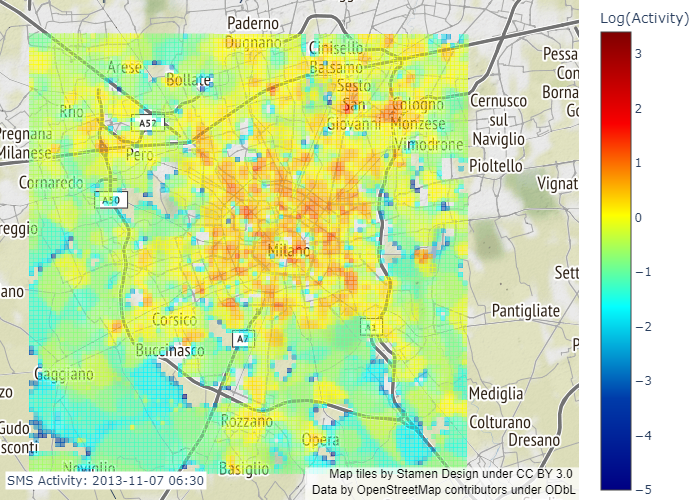 Log(Activity)
Paderno
Dugnano
Cinisello
Balsamo
Arese
Bollate
Sesto
San
Giovanni
Cologno
Monzese
Cernusco
sul
Naviglio
Pessa
Con
Borna
Go
Rho
A52
Pregnana
Milanese
Pero
Vimodrone
Pioltello
Cornaredo
A50
Vignat
reggio
Milano
Sett
ano
Pantigliate
Corsico
A1
A7
Buccinasco
P
Gaggiano
zo
Mediglia
Rozzano
Colturano
Gudo
sconti
Opera
Dresano
Noviglio
Basiglio
SMS Activity: 2013-11-07 06:30
Map tiles by Stamen Design under CC BY 3.0
Data by OpenStreetMap contributors under ODbL
3
2
1
0
−1
−2
−3
−4
−5